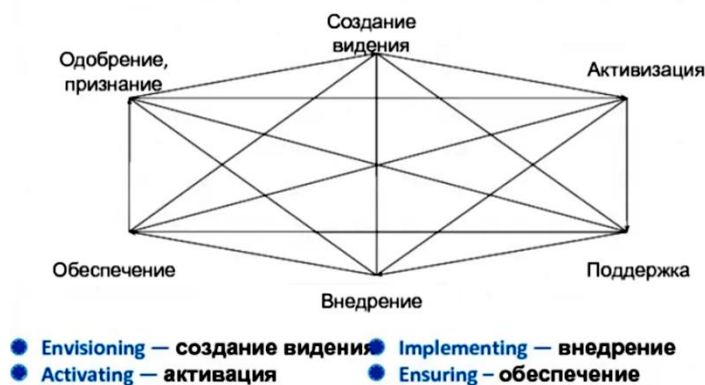 Создание
видения
Одобрение,
признание
Активизация
Обеспечение
Поддержка
Внедрение
Envisioning — создание видения
Implementing — внедрение
Activating — активация
Ensuring – обеспечение